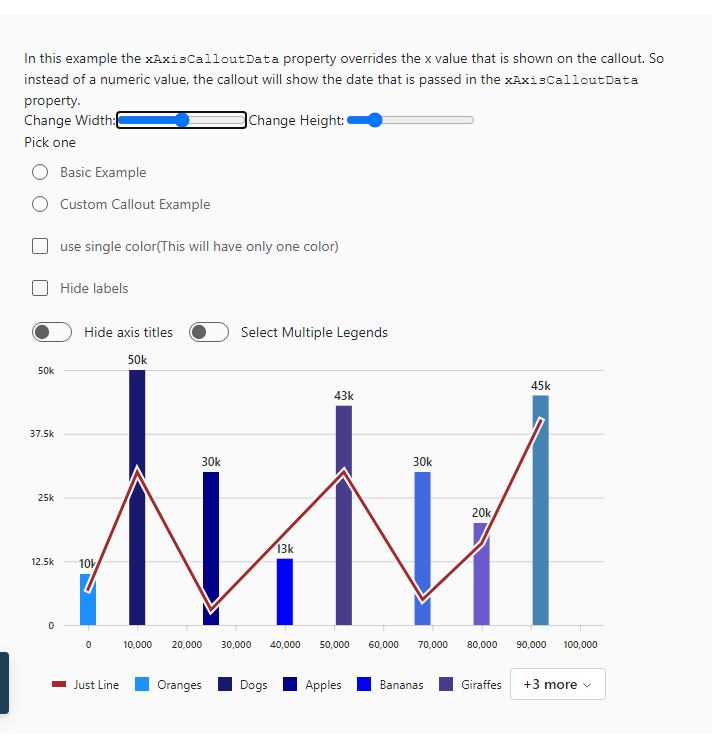 In this example the xAxisCalloutData property overrides the x value that is shown on the callout. So
instead of a numeric value, the callout will show the date that is passed in the xAxisCalloutData
property.
Change Width: Change Height:
Pick one
Basic Example
Custom Callout Example
use single color(This will have only one color)
Hide labels
Hide axis titles Select Multiple Legends
50k
50k
45k
43k
37.5k
30k 30k
25k
20k
13k
12.5k 10k
0
0 10,000 20,000 30,000 40,000 50,000 60,000 70,000 80,000 90,000 100,000
Just Line Oranges Dogs Apples Bananas Giraffes +3 more